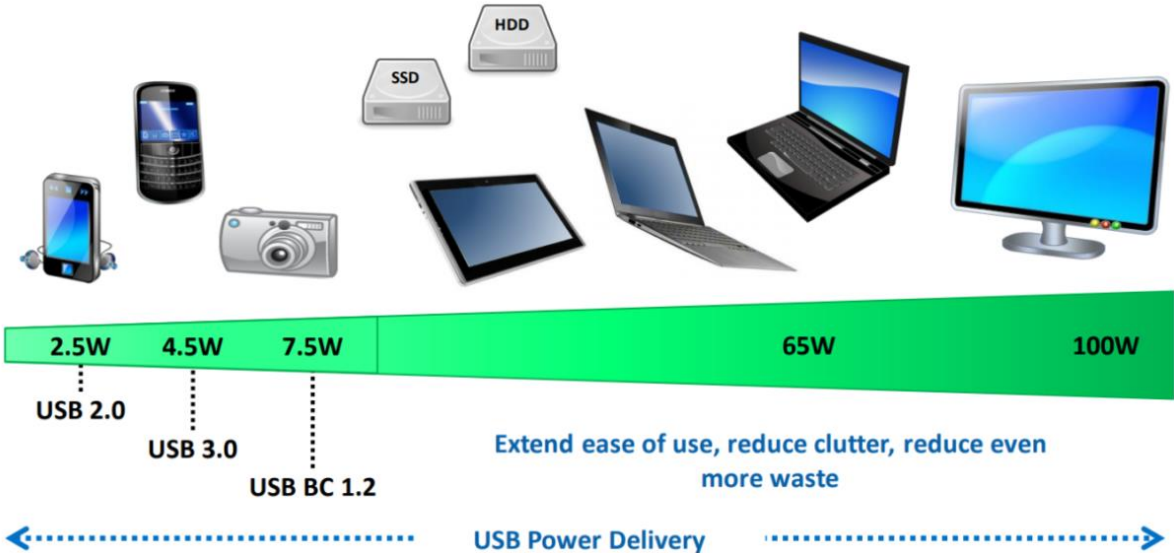 HDD
SSD
2.5W 4.5W 7.5W 65W 100W
USB 2.0
USB 3.0
USB BC 1.2
Extend ease of use, reduce clutter, reduce even
more waste
USB Power Delivery